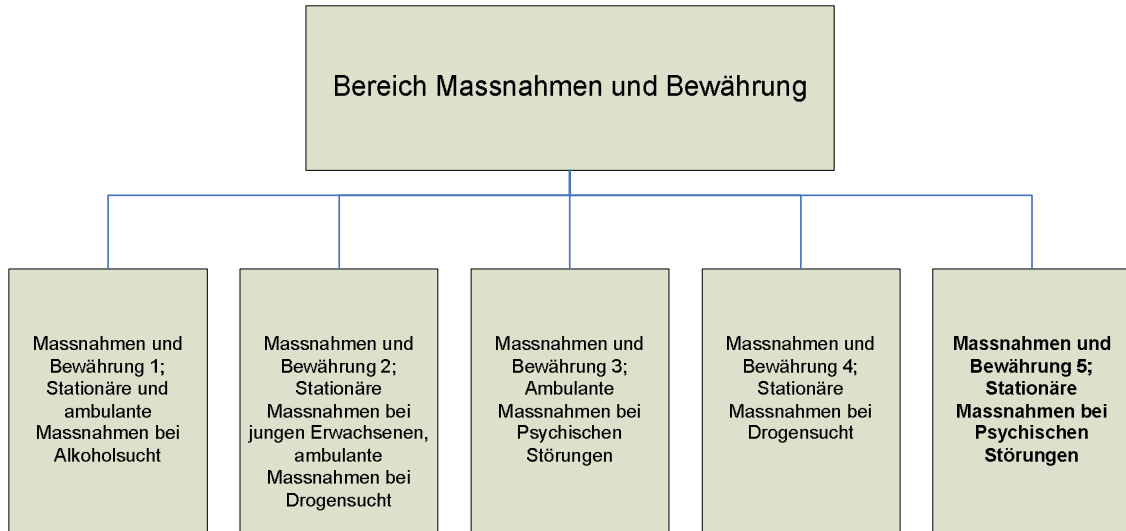 Bereich Massnahmen und Bewährung
Massnahmen und
Bewährung 1;
Stationäre und
ambulante
Massnahmen bei
Alkoholsucht
Massnahmen und
Bewährung 2;
Stationäre
Massnahmen bei
jungen Erwachsenen,
ambulante
Massnahmen bei
Drogensucht
Massnahmen und
Bewährung 3;
Ambulante
Massnahmen bei
Psychischen
Störungen
Massnahmen und
Bewährung 4;
Stationäre
Massnahmen bei
Drogensucht
Massnahmen und
Bewährung 5;
Stationäre
Massnahmen bei
Psychischen
Störungen